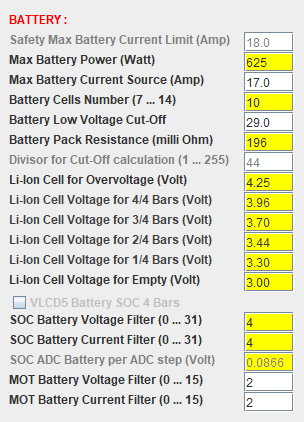 BATTERY :
Safety Max Battery Current Limit (Amp) 18.0
Max Battery Power (Watt) 625
Max Battery Current Source (Amp) 17.0
Battery Cells Number (7 ... 14) 10
Battery Low Voltage Cut-Off 29.0
Battery Pack Resistance (milli Ohm) 196
Divisor for Cut-Off calculation (1 ... 255) 44
Li-Ion Cell for Overvoltage (Volt) 4.25
Li-Ion Cell Voltage for 4/4 Bars (Volt) 3.96
Li-Ion Cell Voltage for 3/4 Bars (Volt) 3.70
Li-Ion Cell Voltage for 2/4 Bars (Volt) 3.44
Li-Ion Cell Voltage for 1/4 Bars (Volt) 3.30
Li-Ion Cell Voltage for Empty (Volt) 3.00
VLCD5 Battery SOC 4 Bars
SOC Battery Voltage Filter (0 ... 31) 4
SOC Battery Current Filter (0 ... 31) 4
SOC ADC Battery per ADC step (Volt) 0.0866
MOT Battery Voltage Filter (0 ... 15) 2
MOT Battery Current Filter (0 ... 15) 2